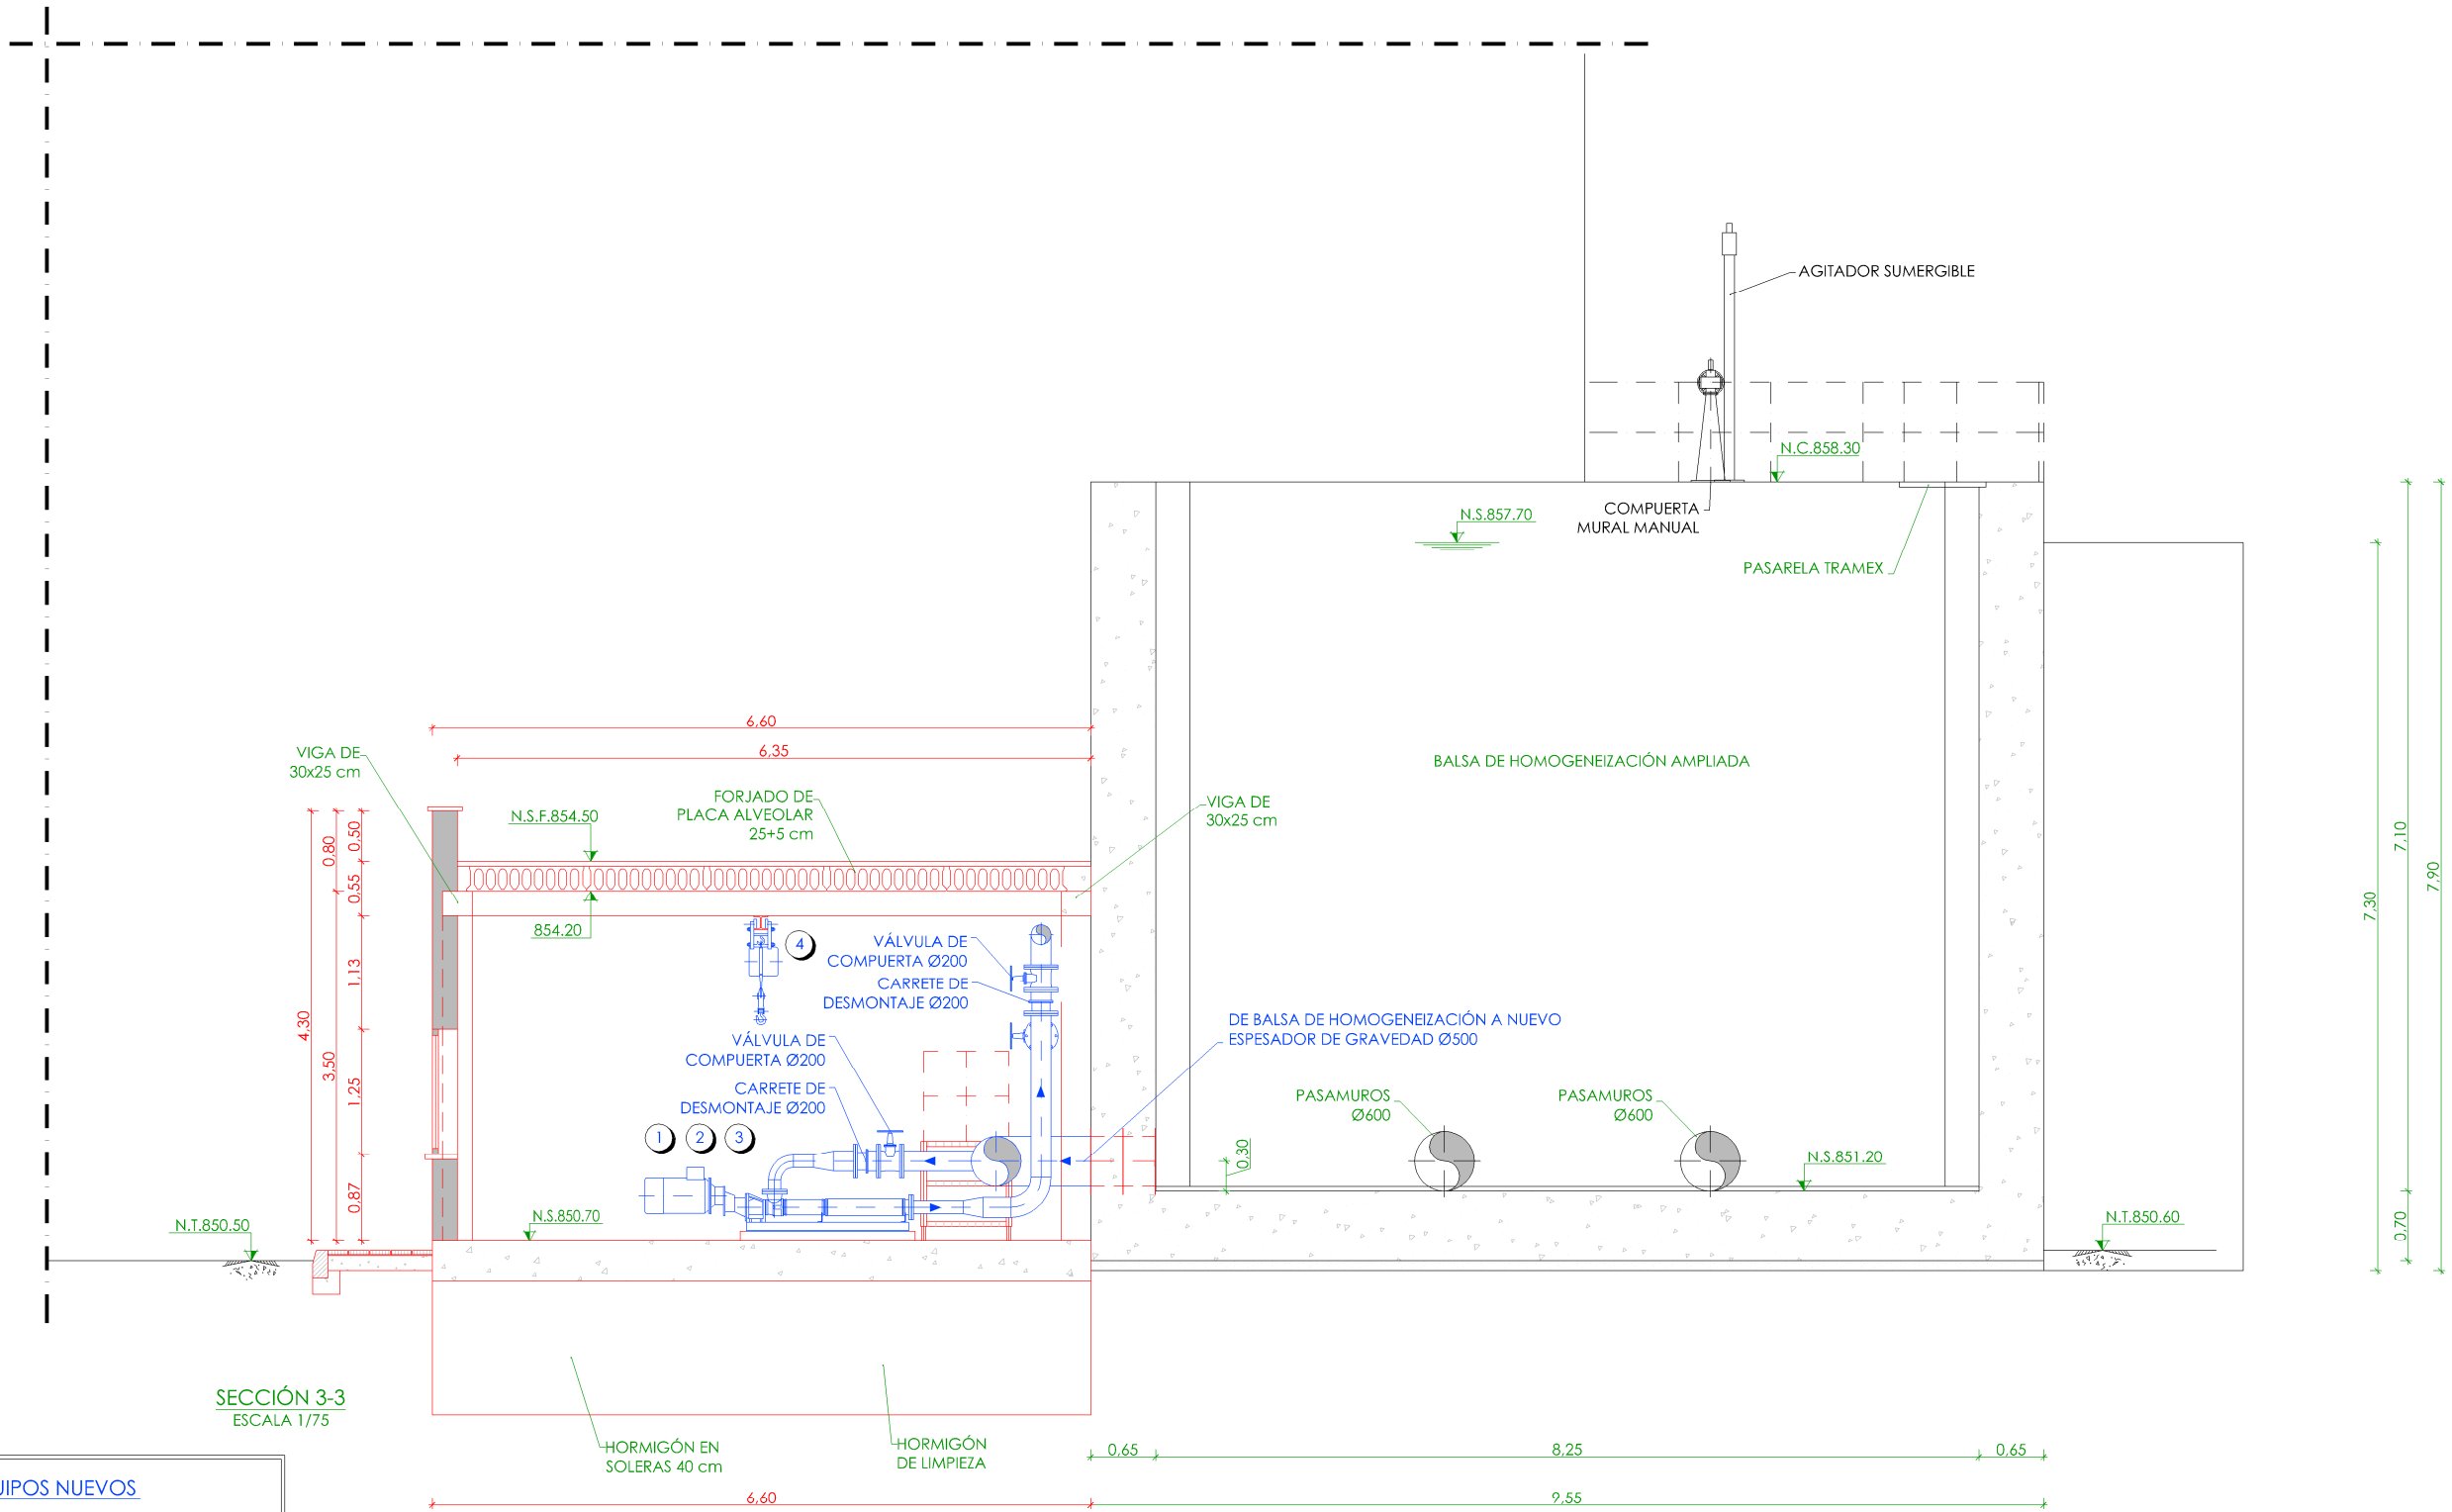 AGITADOR SUMERGIBLE
N.C.858.30
COMPUERTA
MURAL MANUAL
N.S.857.70
PASARELA TRAMEX
6,60
6,35
VIGA DE
30x25 cm
BALSA DE HOMOGENEIZACIÓN AMPLIADA
FORJADO DE
PLACA ALVEOLAR
25+5 cm
VIGA DE
30x25 cm
N.S.F.854.50
0,50
0,80
0,55
7,10
7,90
7,30
854.20
4
VÁLVULA DE
COMPUERTA Ø200
CARRETE DE
DESMONTAJE Ø200
1,13
4,30
3,50
DE BALSA DE HOMOGENEIZACIÓN A NUEVO
ESPESADOR DE GRAVEDAD Ø500
VÁLVULA DE
COMPUERTA Ø200
CARRETE DE
DESMONTAJE Ø200
1,25
PASAMUROS
Ø600
PASAMUROS
Ø600
1
2
3
0,30
N.S.851.20
0,87
N.T.850.50
N.S.850.70
N.T.850.60
0,70
SECCIÓN 3-3
ESCALA 1/75
HORMIGÓN EN
SOLERAS 40 cm
HORMIGÓN
DE LIMPIEZA
0,65
8,25
0,65
UIPOS NUEVOS
6,60
9,55